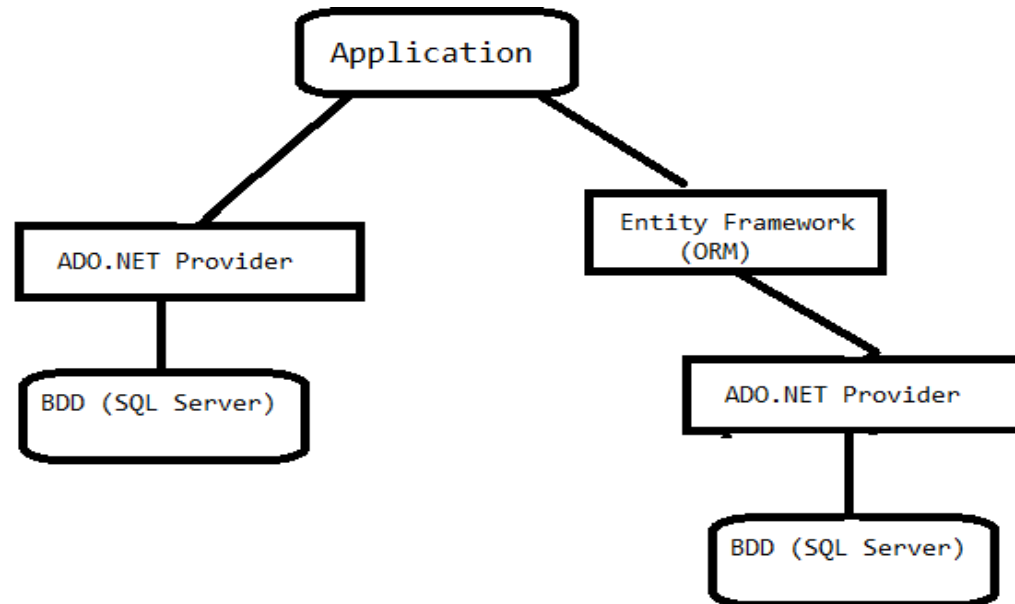 Application
ADO.NET Provider
BDD (SQL Server)
Entity Framework
(ORM)
ADO.NET Provider
BDD (SQL Server)